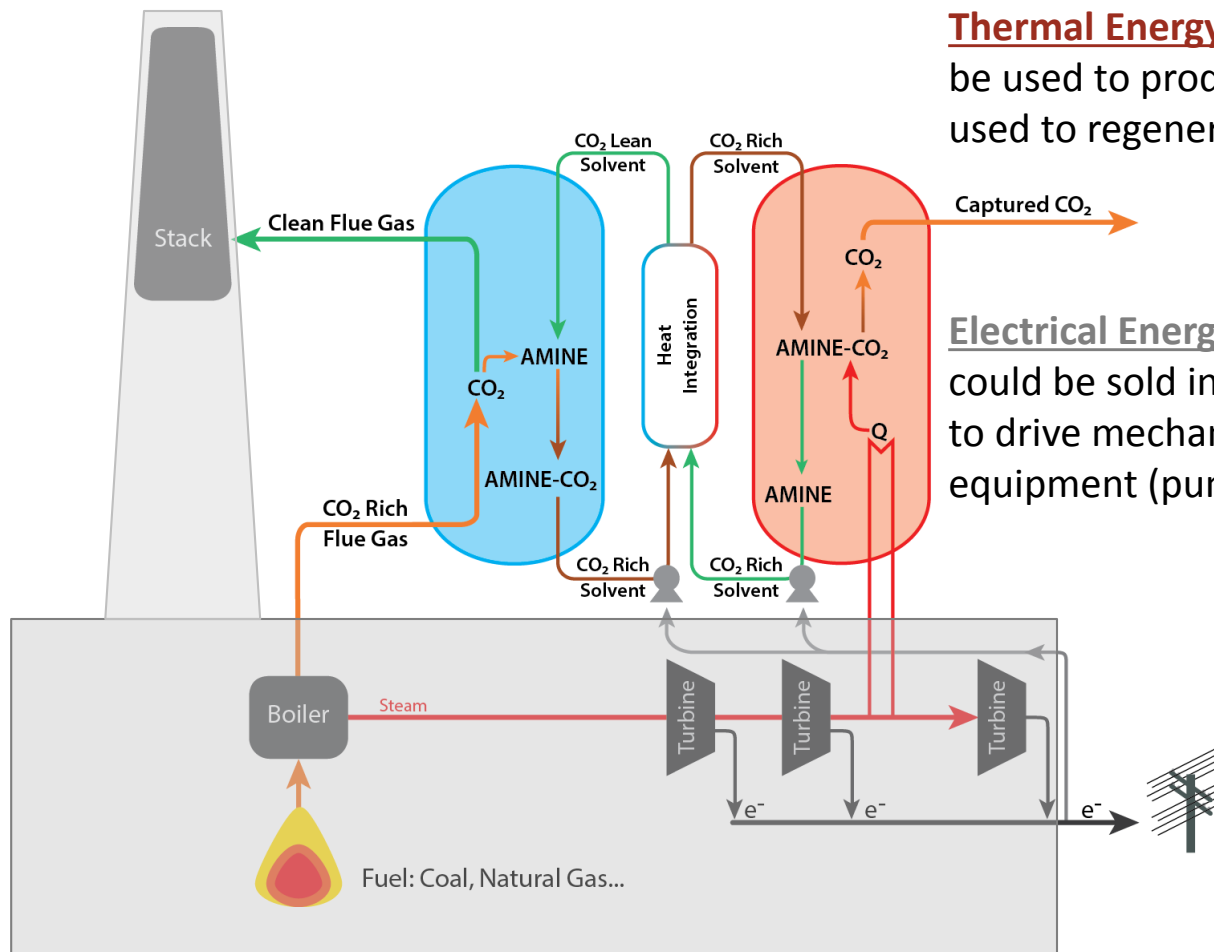 Thermal Energy
be used to prod
used to regener
CO₂ Lean
Solvent
CO₂ Rich
Solvent
Clean Flue Gas
Stack
Captured CO₂
CO₂
Heat
Integration
Electrical Energ
could be sold in
to drive mechar
equipment (pur
AMINE
AMINE-CO₂
CO₂
Q
AMINE-CO₂
AMINE
CO₂ Rich
Flue Gas
CO₂ Rich
Solvent
CO₂ Rich
Solvent
Boiler
Steam
Turbine
Turbine
Turbine
e⁻
e⁻
e⁻
Fuel: Coal, Natural Gas...